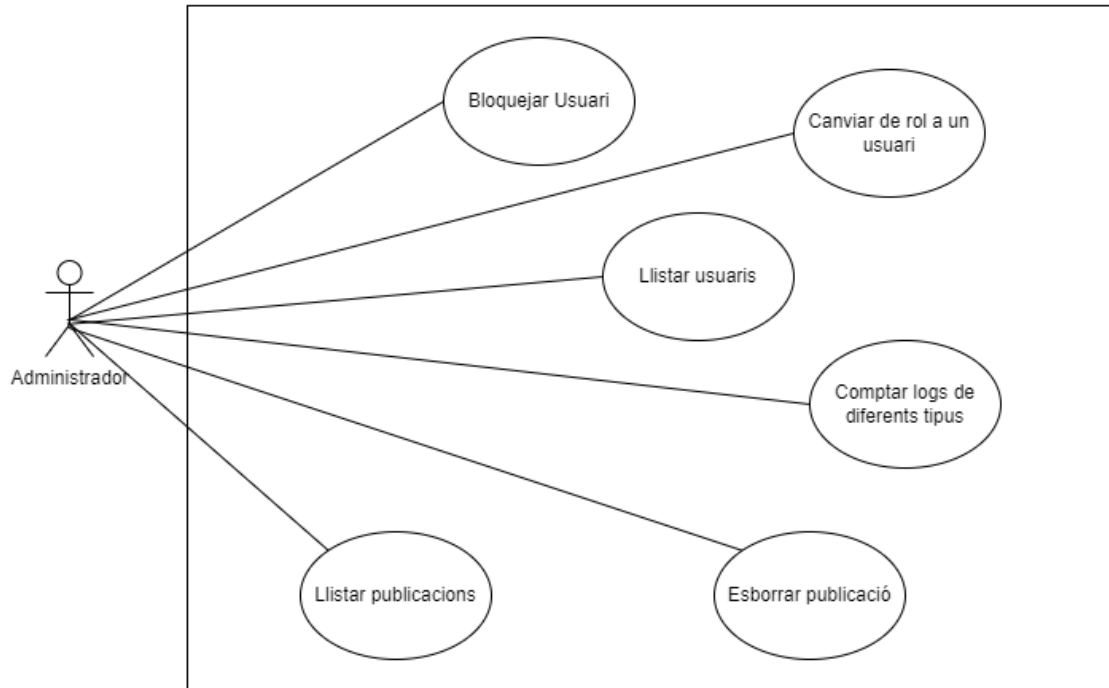 Bloquejar Usuari
Canviar de rol a un
usuari
Llistar usuaris
Administrador
Comptar logs de
diferents tipus
Llistar publicacions
Esborrar publicació